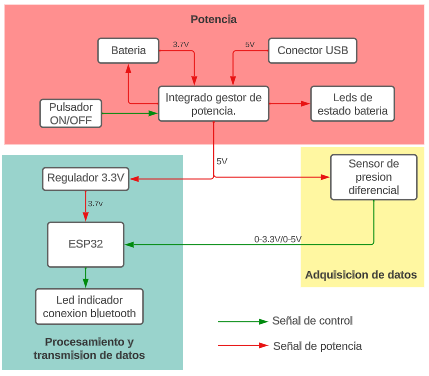 Potencia
Bateria
3.7V
5V
Conector USB
Pulsador
ON/OFF
Integrado gestor de
potencia.
Leds de
estado bateria
5V
Regulador 3.3V
Sensor de
presion
diferencial
3.7v
ESP32
0-3.3V/0-5V
Adquisicion de datos
Led indicador
conexion bluetooth
Procesamiento y
transmision de datos
Señal de control
Señal de potencia